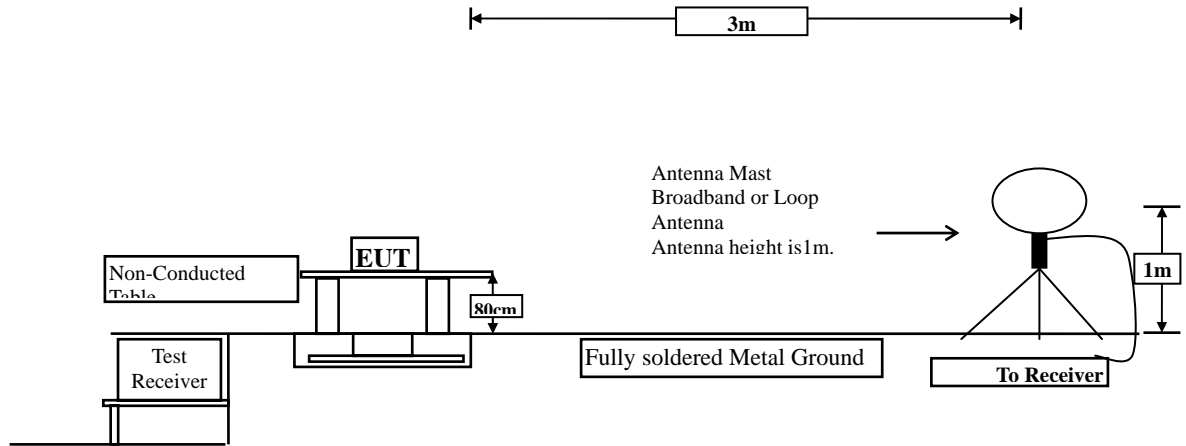 3m
Antenna Mast
Broadband or Loop
Antenna
Antenna height is1m.
EUT
Non-Conducted
Table
80cm
1m
Test
Receiver
Fully soldered Metal Ground
To Receiver